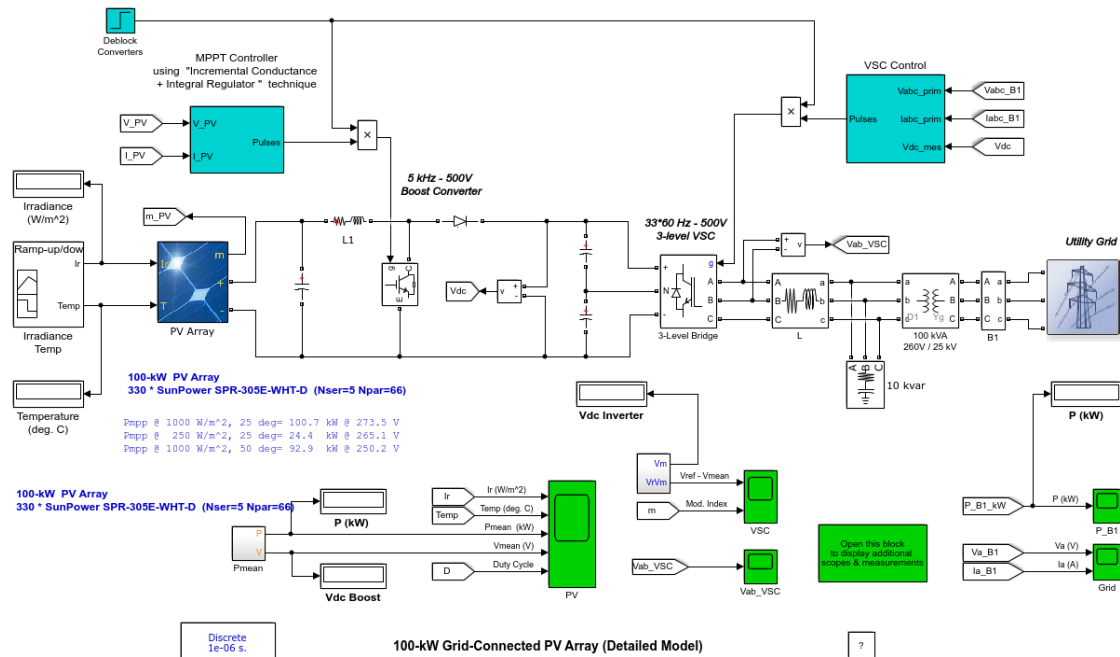 Deblock
Converters
MPPT Controller
using "Incremental Conductance
+ Integral Regulator " technique
V_PV
I_PV
V_PV
I_PV
Pulses
×
VSC Control
Vabc_prim
Iabc_prim
Vdc_mes
Pulses
Vabc_B1
Iabc_B1
Vdc
×
Irradiance
(W/m^2)
m_PV
Ramp-up/dow
Ir
Temp
Irradiance
Temp
Ir
T
m
+
-
PV Array
L1
5 kHz - 500V
Boost Converter
g
C
E
Vdc
v
+
-
33*60 Hz - 500V
3-level VSC
g
+
N
-
A
B
C
3-Level Bridge
+
-
v
Vab_VSC
A
B
C
a
b
c
L
a
b
c
A
B
C
D1
Yg
100 kVA
260V / 25 kV
A
B
C
a
b
c
B1
Utility Grid
A
B
C
10 kvar
Temperature
(deg. C)
100-kW PV Array
330 * SunPower SPR-305E-WHT-D (Nser=5 Npar=66)
Pmpp @ 1000 W/m^2, 25 deg= 100.7 kW @ 273.5 V
Pmpp @ 250 W/m^2, 25 deg= 24.4 kW @ 265.1 V
Pmpp @ 1000 W/m^2, 50 deg= 92.9 kW @ 250.2 V
100-kW PV Array
330 * SunPower SPR-305E-WHT-D (Nser=5 Npar=66)
P (kW)
P
V
Pmean
Vdc Boost
Ir
Temp
D
Ir (W/m^2)
Temp (deg. C)
Pmean (kW)
Vmean (V)
Duty Cycle
PV
Vdc Inverter
Vm
VrVm
Vref - Vmean
m
Mod. Index
VSC
Vab_VSC
Vab_VSC
Open this block
to display additional
scopes & measurements
P (kW)
P_B1_kW
P (kW)
P_B1
Va_B1
Ia_B1
Va (V)
Ia (A)
Grid
Discrete
1e-06 s.
100-kW Grid-Connected PV Array (Detailed Model)
?